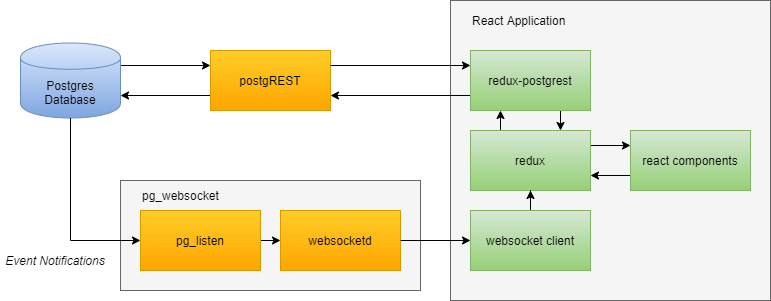 React Application
Postgres
Database
postgREST
redux-postgrest
redux
react components
pg_websocket
pg_listen
websocketd
websocket client
Event Notifications